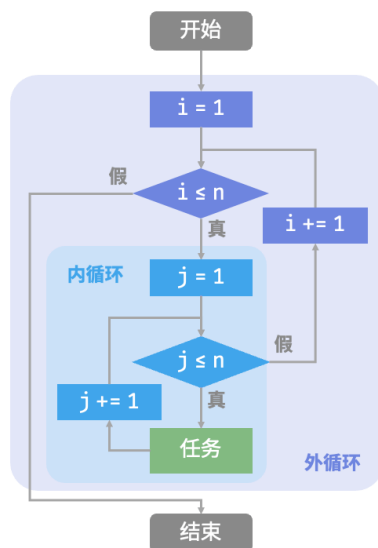 开始
i = 1
假
i ≤ n
真
i += 1
内循环
j = 1
j ≤ n
假
真
j += 1
任务
外循环
结束